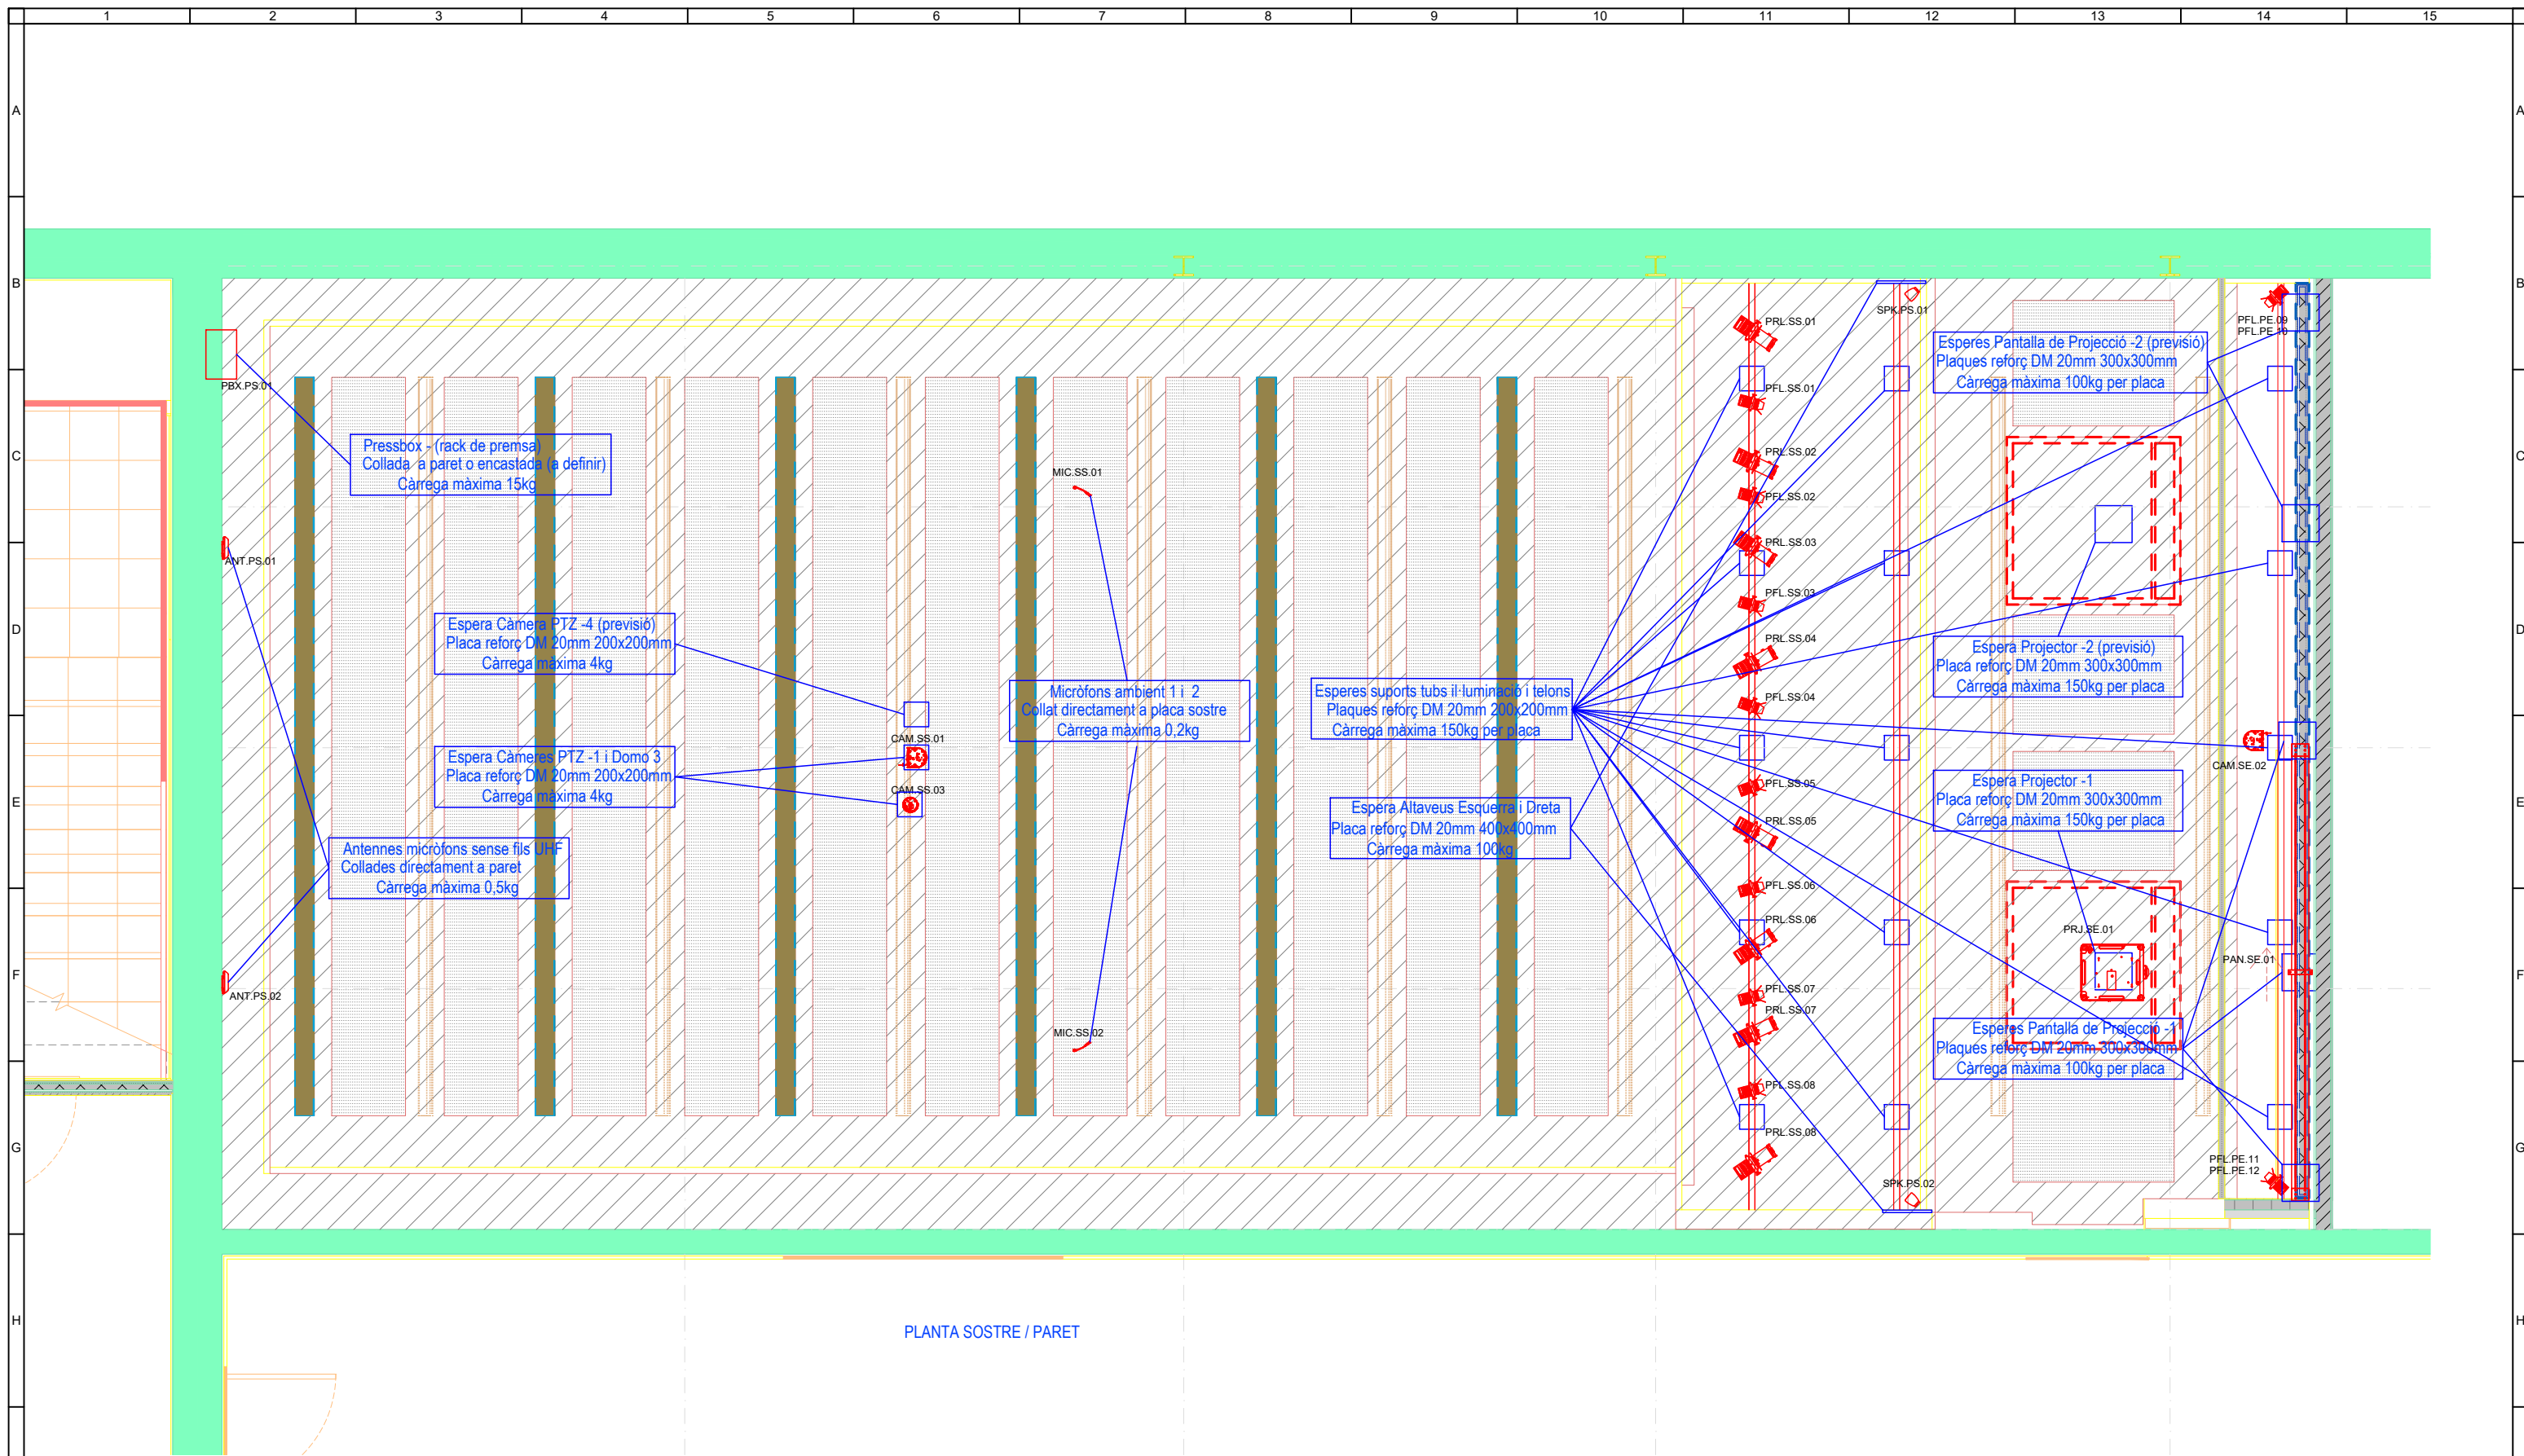 1 2 3 4 5 6 7 8 9 10 11 12 13 14 15
A A
B B
SPK.PS.01
PFL.PE.09
PFL.PE.10
PRL.SS.01
Esperes Pantalla de Projecció -2 (previsió)
Plaques reforç DM 20mm 300x300mm
Càrrega màxima 100kg per placa
PBX.PS.01
PFL.SS.01
C C
Pressbox - (rack de premsa)
Collada a paret o encastada (a definir)
Càrrega màxima 15kg
MIC.SS.01
PRL.SS.02
PFL.SS.02
ANT.PS.01
PRL.SS.03
PFL.SS.03
D D
Espera Càmera PTZ -4 (previsió)
Placa reforç DM 20mm 200x200mm
Càrrega màxima 4kg
PRL.SS.04
Espera Projector -2 (previsió)
Placa reforç DM 20mm 300x300mm
Càrrega màxima 150kg per placa
Micròfons ambient 1 i 2
Collat directament a placa sostre
Càrrega màxima 0,2kg
Esperes suports tubs il·luminació i telons
Plaques reforç DM 20mm 200x200mm
Càrrega màxima 150kg per placa
PFL.SS.04
CAM.SS.01
CAM.SE.02
Espera Càmeres PTZ -1 i Domo 3
Placa reforç DM 20mm 200x200mm
Càrrega màxima 4kg
CAM.SS.03
PFL.SS.05
Espera Projector -1
Placa reforç DM 20mm 300x300mm
Càrrega màxima 150kg per placa
E E
Espera Altaveus Esquerra i Dreta
Placa reforç DM 20mm 400x400mm
Càrrega màxima 100kg
PRL.SS.05
Antennes micròfons sense fils UHF
Collades directament a paret
Càrrega màxima 0,5kg
PFL.SS.06
PRL.SS.06
PRJ.SE.01
PAN.SE.01
F F
ANT.PS.02
PFL.SS.07
PRL.SS.07
MIC.SS.02
Esperes Pantalla de Projecció -1
Plaques reforç DM 20mm 300x300mm
Càrrega màxima 100kg per placa
PFL.SS.08
PRL.SS.08
G G
PFL.PE.11
PFL.PE.12
SPK.PS.02
H H
PLANTA SOSTRE / PARET